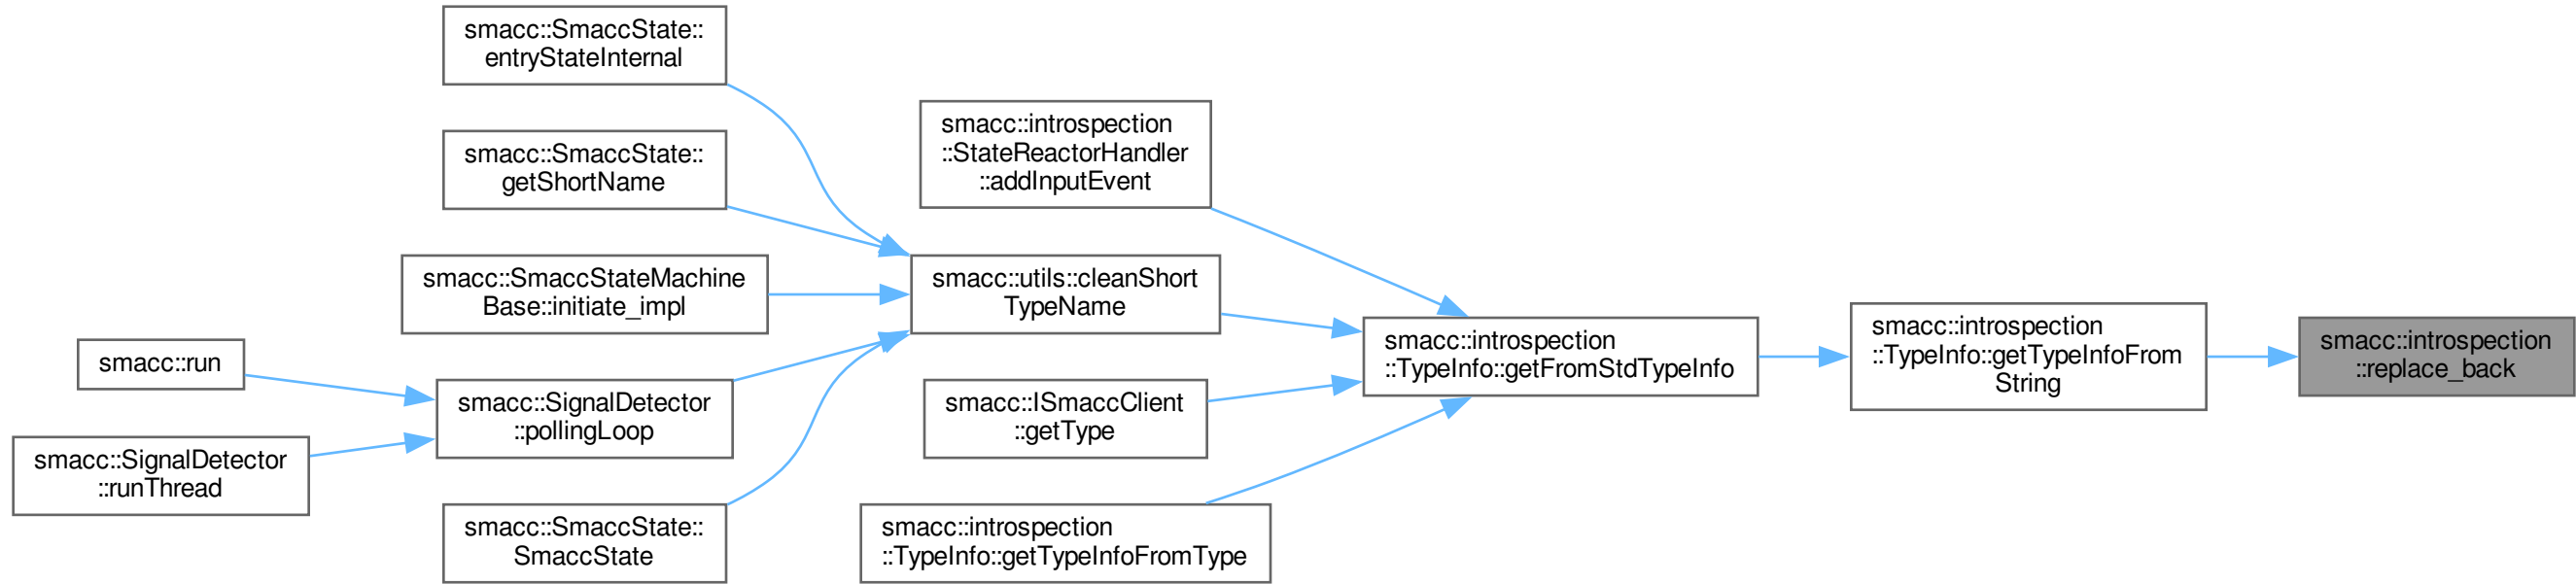 smacc::SmaccState::
entryStateInternal
smacc::SmaccState::
getShortName
smacc::SmaccStateMachine
Base::initiate_impl
smacc::run
smacc::SignalDetector
::runThread
smacc::SignalDetector
::pollingLoop
smacc::SmaccState::
SmaccState
smacc::introspection
::StateReactorHandler
::addInputEvent
smacc::utils::cleanShort
TypeName
smacc::ISmaccClient
::getType
smacc::introspection
::TypeInfo::getTypeInfoFromType
smacc::introspection
::TypeInfo::getFromStdTypeInfo
smacc::introspection
::TypeInfo::getTypeInfoFrom
String
smacc::introspection
::replace_back